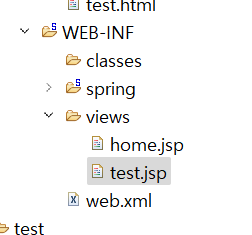 test.html
WEB-INF
classes
spring
views
home.jsp
test.jsp
web.xml
test